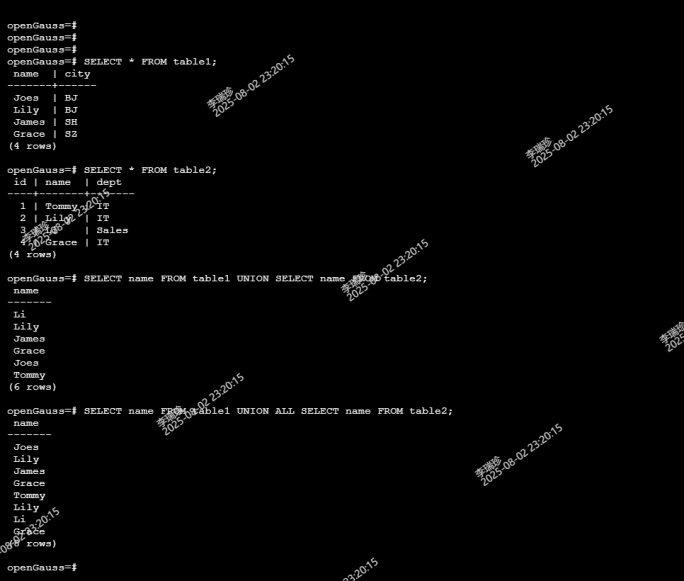 openGauss=#
openGauss=#
openGauss=#
openGauss=# SELECT * FROM table1;
 name  | city
-------+------
 Joes  | BJ
 Lily  | BJ
 James | SH
 Grace | SZ
(4 rows)
openGauss=# SELECT * FROM table2;
 id | name  | dept
----+-------+-------
  1 | Tommy | IT
  2 | Lily  | IT
  3 | Li    | Sales
  4 | Grace | IT
(4 rows)
openGauss=# SELECT name FROM table1 UNION SELECT name FROM table2;
 name
-------
 Li
 Lily
 James
 Grace
 Joes
 Tommy
(6 rows)
openGauss=# SELECT name FROM table1 UNION ALL SELECT name FROM table2;
 name
-------
 Joes
 Lily
 James
 Grace
 Tommy
 Lily
 Li
 Grace
(8 rows)
openGauss=#
李瑞珍
2025-08-02 23:20:15
李瑞珍
2025-08-02 23:20:15
李瑞珍
2025-08-02 23:20:15
李瑞珍
2025-08-02 23:20:15
李瑞珍
2025-08-02 23:20:15
李瑞珍
2025-08-02 23:20:15
李瑞珍
2025
08-02 23:20:15
23:20:15